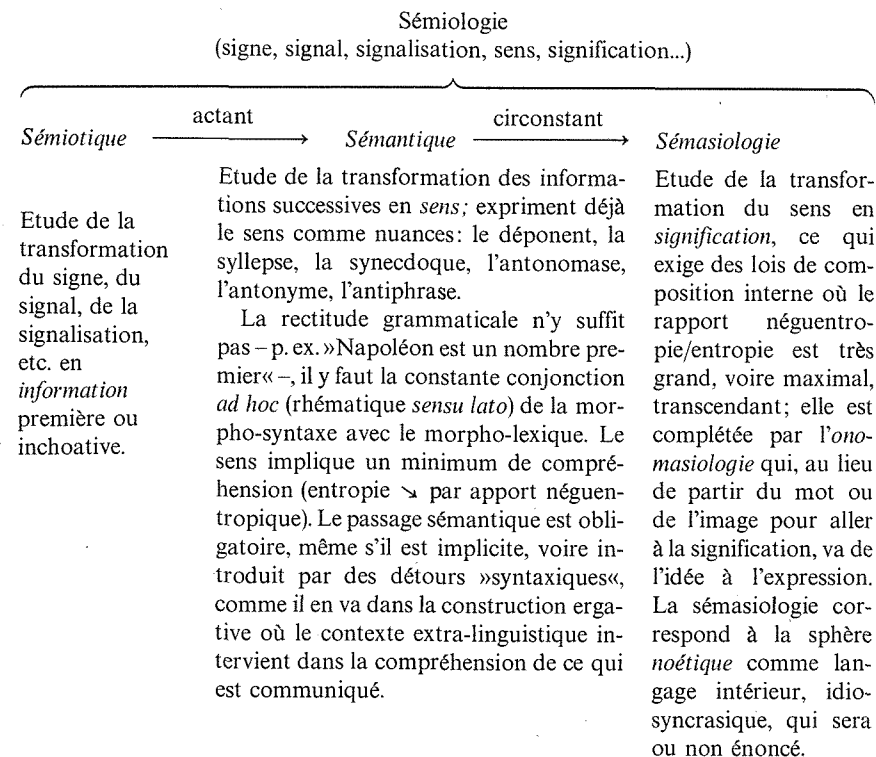 Sémiologie
(signe, signal, signalisation, sens, signification...)
actant
circonstant
Sémiotique
Sémantique
Sémasiologie
Etude de la
transformation
du signe, du
signal, de la
signalisation,
etc. en
information
première ou
inchoative.
Etude de la transformation des informa-
tions successives en sens; expriment déjà
le sens comme nuances: le déponent, la
syllepse, la synecdoque, l'antonomase,
l'antonyme, l'antiphrase.
La rectitude grammaticale n'y suffit
pas – p. ex. »Napoléon est un nombre pre-
mier« –, il y faut la constante conjonction
ad hoc (rhématique sensu lato) de la mor-
pho-syntaxe avec le morpho-lexique. Le
sens implique un minimum de compré-
hension (entropie ↘ par apport néguen-
tropique). Le passage sémantique est obli-
gatoire, même s'il est implicite, voire in-
troduit par des détours »syntaxiques«,
comme il en va dans la construction erga-
tive où le contexte extra-linguistique in-
tervient dans la compréhension de ce qui
est communiqué.
Etude de la transfor-
mation du sens en
signification, ce qui
exige des lois de com-
position interne où le
rapport néguentro-
pie/entropie est très
grand, voire maximal,
transcendant; elle est
complétée par l'ono-
masiologie qui, au lieu
de partir du mot ou
de l'image pour aller
à la signification, va de
l'idée à l'expression.
La sémasiologie cor-
respond à la sphère
noétique comme lan-
gage intérieur, idio-
syncrasique, qui sera
ou non énoncé.